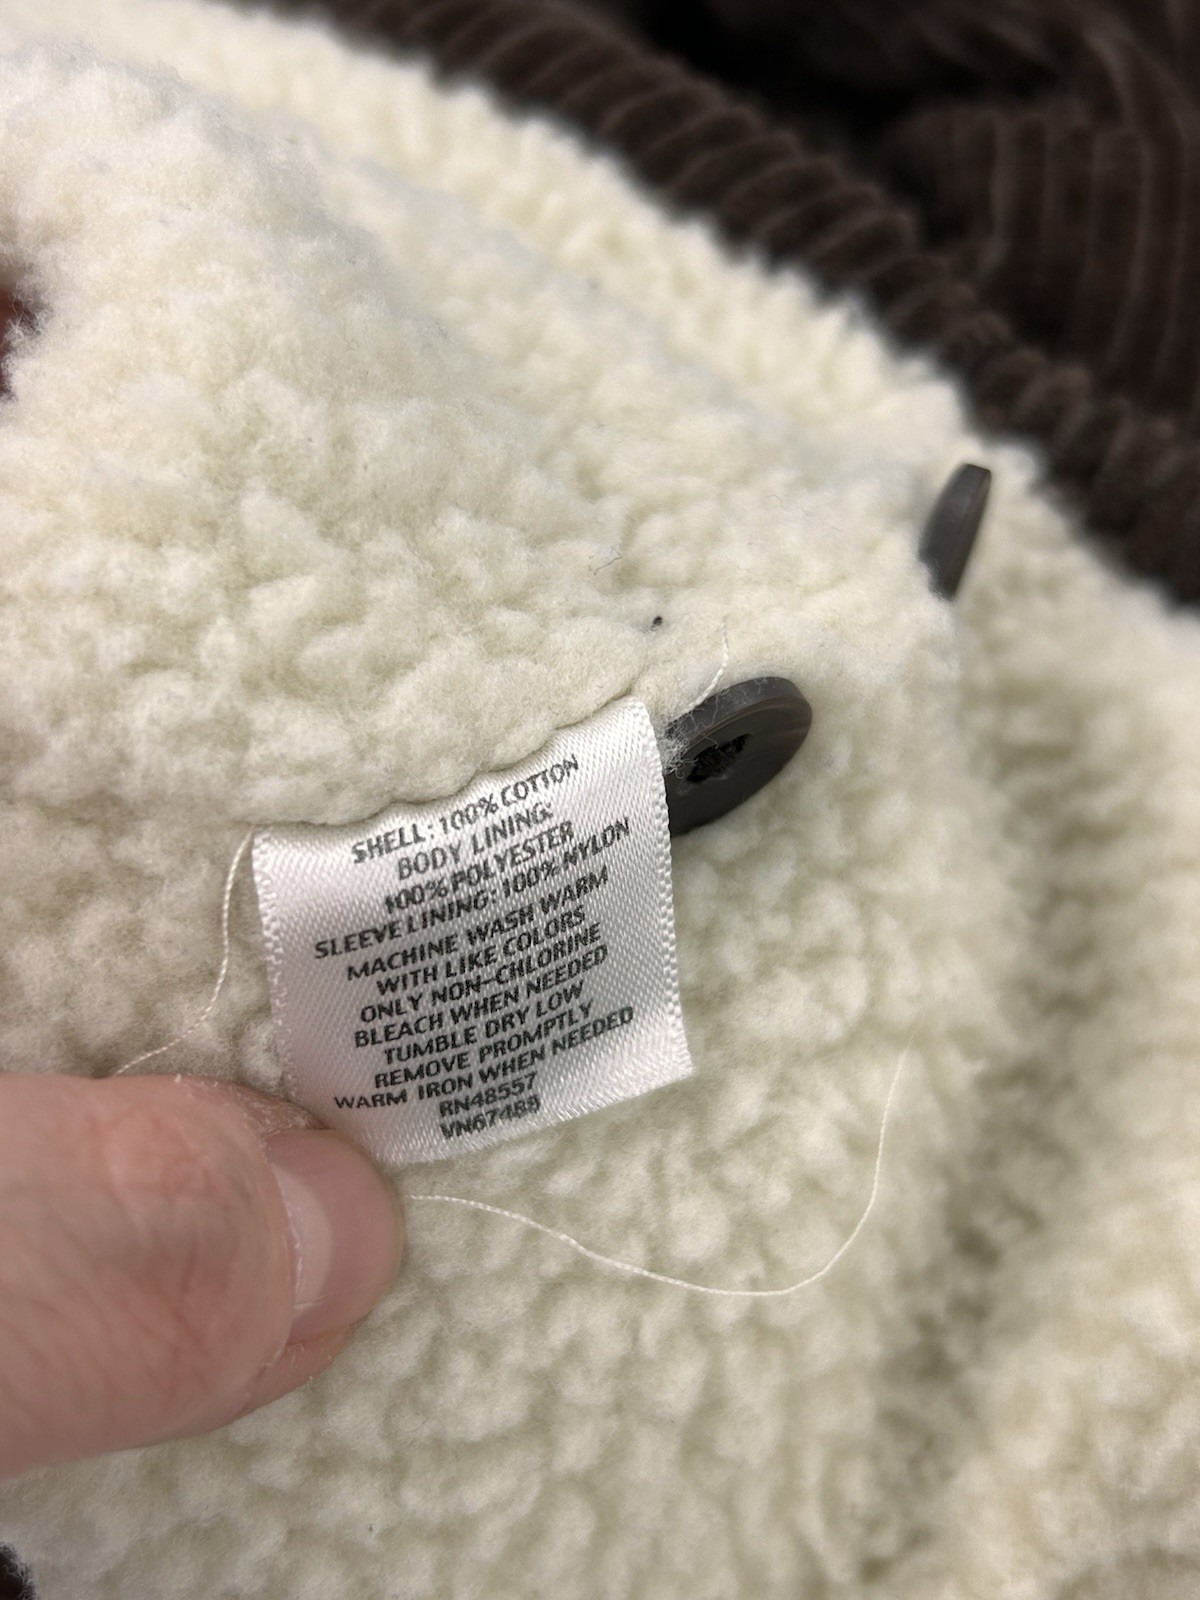 SHELL: 100% COTTON
BODY LINING:
100% POLYESTER
SLEEVE LINING: 100% NYLON
MACHINE WASH WARM
WITH LIKE COLORS
ONLY NON-CHLORINE
BLEACH WHEN NEEDED
TUMBLE DRY LOW
REMOVE PROMPTLY
WARM IRON WHEN NEEDED
RN48557
VN67488